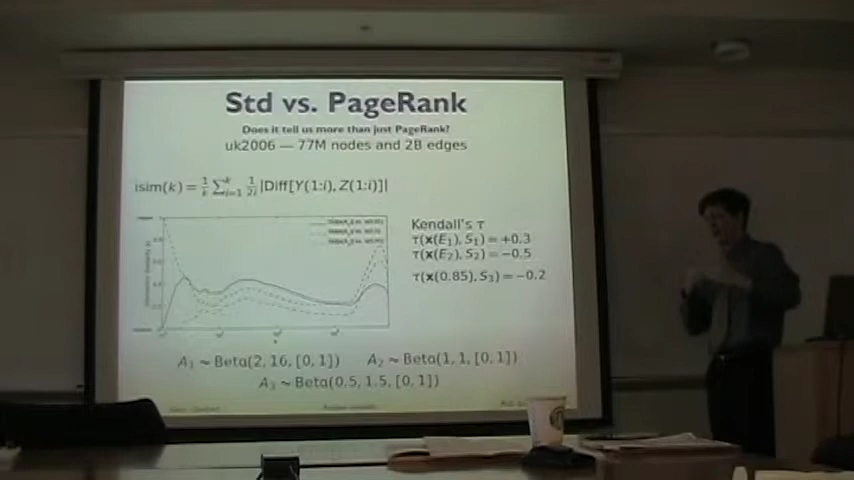 Std vs. PageRank
Does it tell us more than just PageRank?
uk2006 — 77M nodes and 2B edges
isim(k) = 1/k ∑ᵢ₌₁ᵏ 1/2i |Diff[Y(1:i), Z(1:i)]|
Kendall's τ
τ(x(E₁), S₁) = +0.3
τ(x(E₂), S₂) = −0.5
τ(x(0.85), S₃) = −0.2
A₁ ~ Beta(2, 16, [0, 1]) A₂ ~ Beta(1, 1, [0, 1])
A₃ ~ Beta(0.5, 1.5, [0, 1])